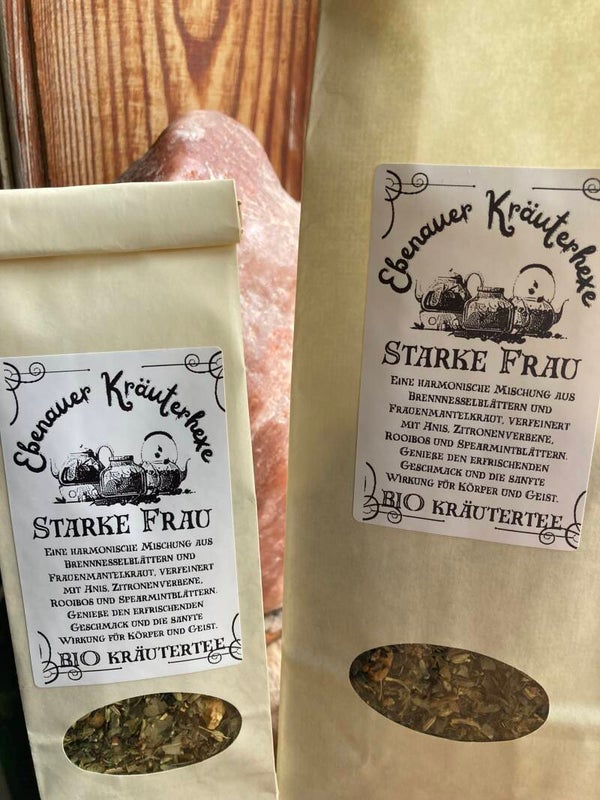 Ebenauer Kräuterhexe
Starke Frau
Eine harmonische Mischung aus
Brennnesselblättern und
Frauenmantelkraut, verfeinert
mit Anis, Zitronenverbene,
Rooibos und Spearmintblättern.
Genieße den erfrischenden
Geschmack und die sanfte
Wirkung für Körper und Geist.
BIO Kräutertee
Ebenauer Kräuterhexe
Starke Frau
Eine harmonische Mischung aus
Brennnesselblättern und
Frauenmantelkraut, verfeinert
mit Anis, Zitronenverbene,
Rooibos und Spearmintblättern.
Genieße den erfrischenden
Geschmack und die sanfte
Wirkung für Körper und Geist.
BIO Kräutertee